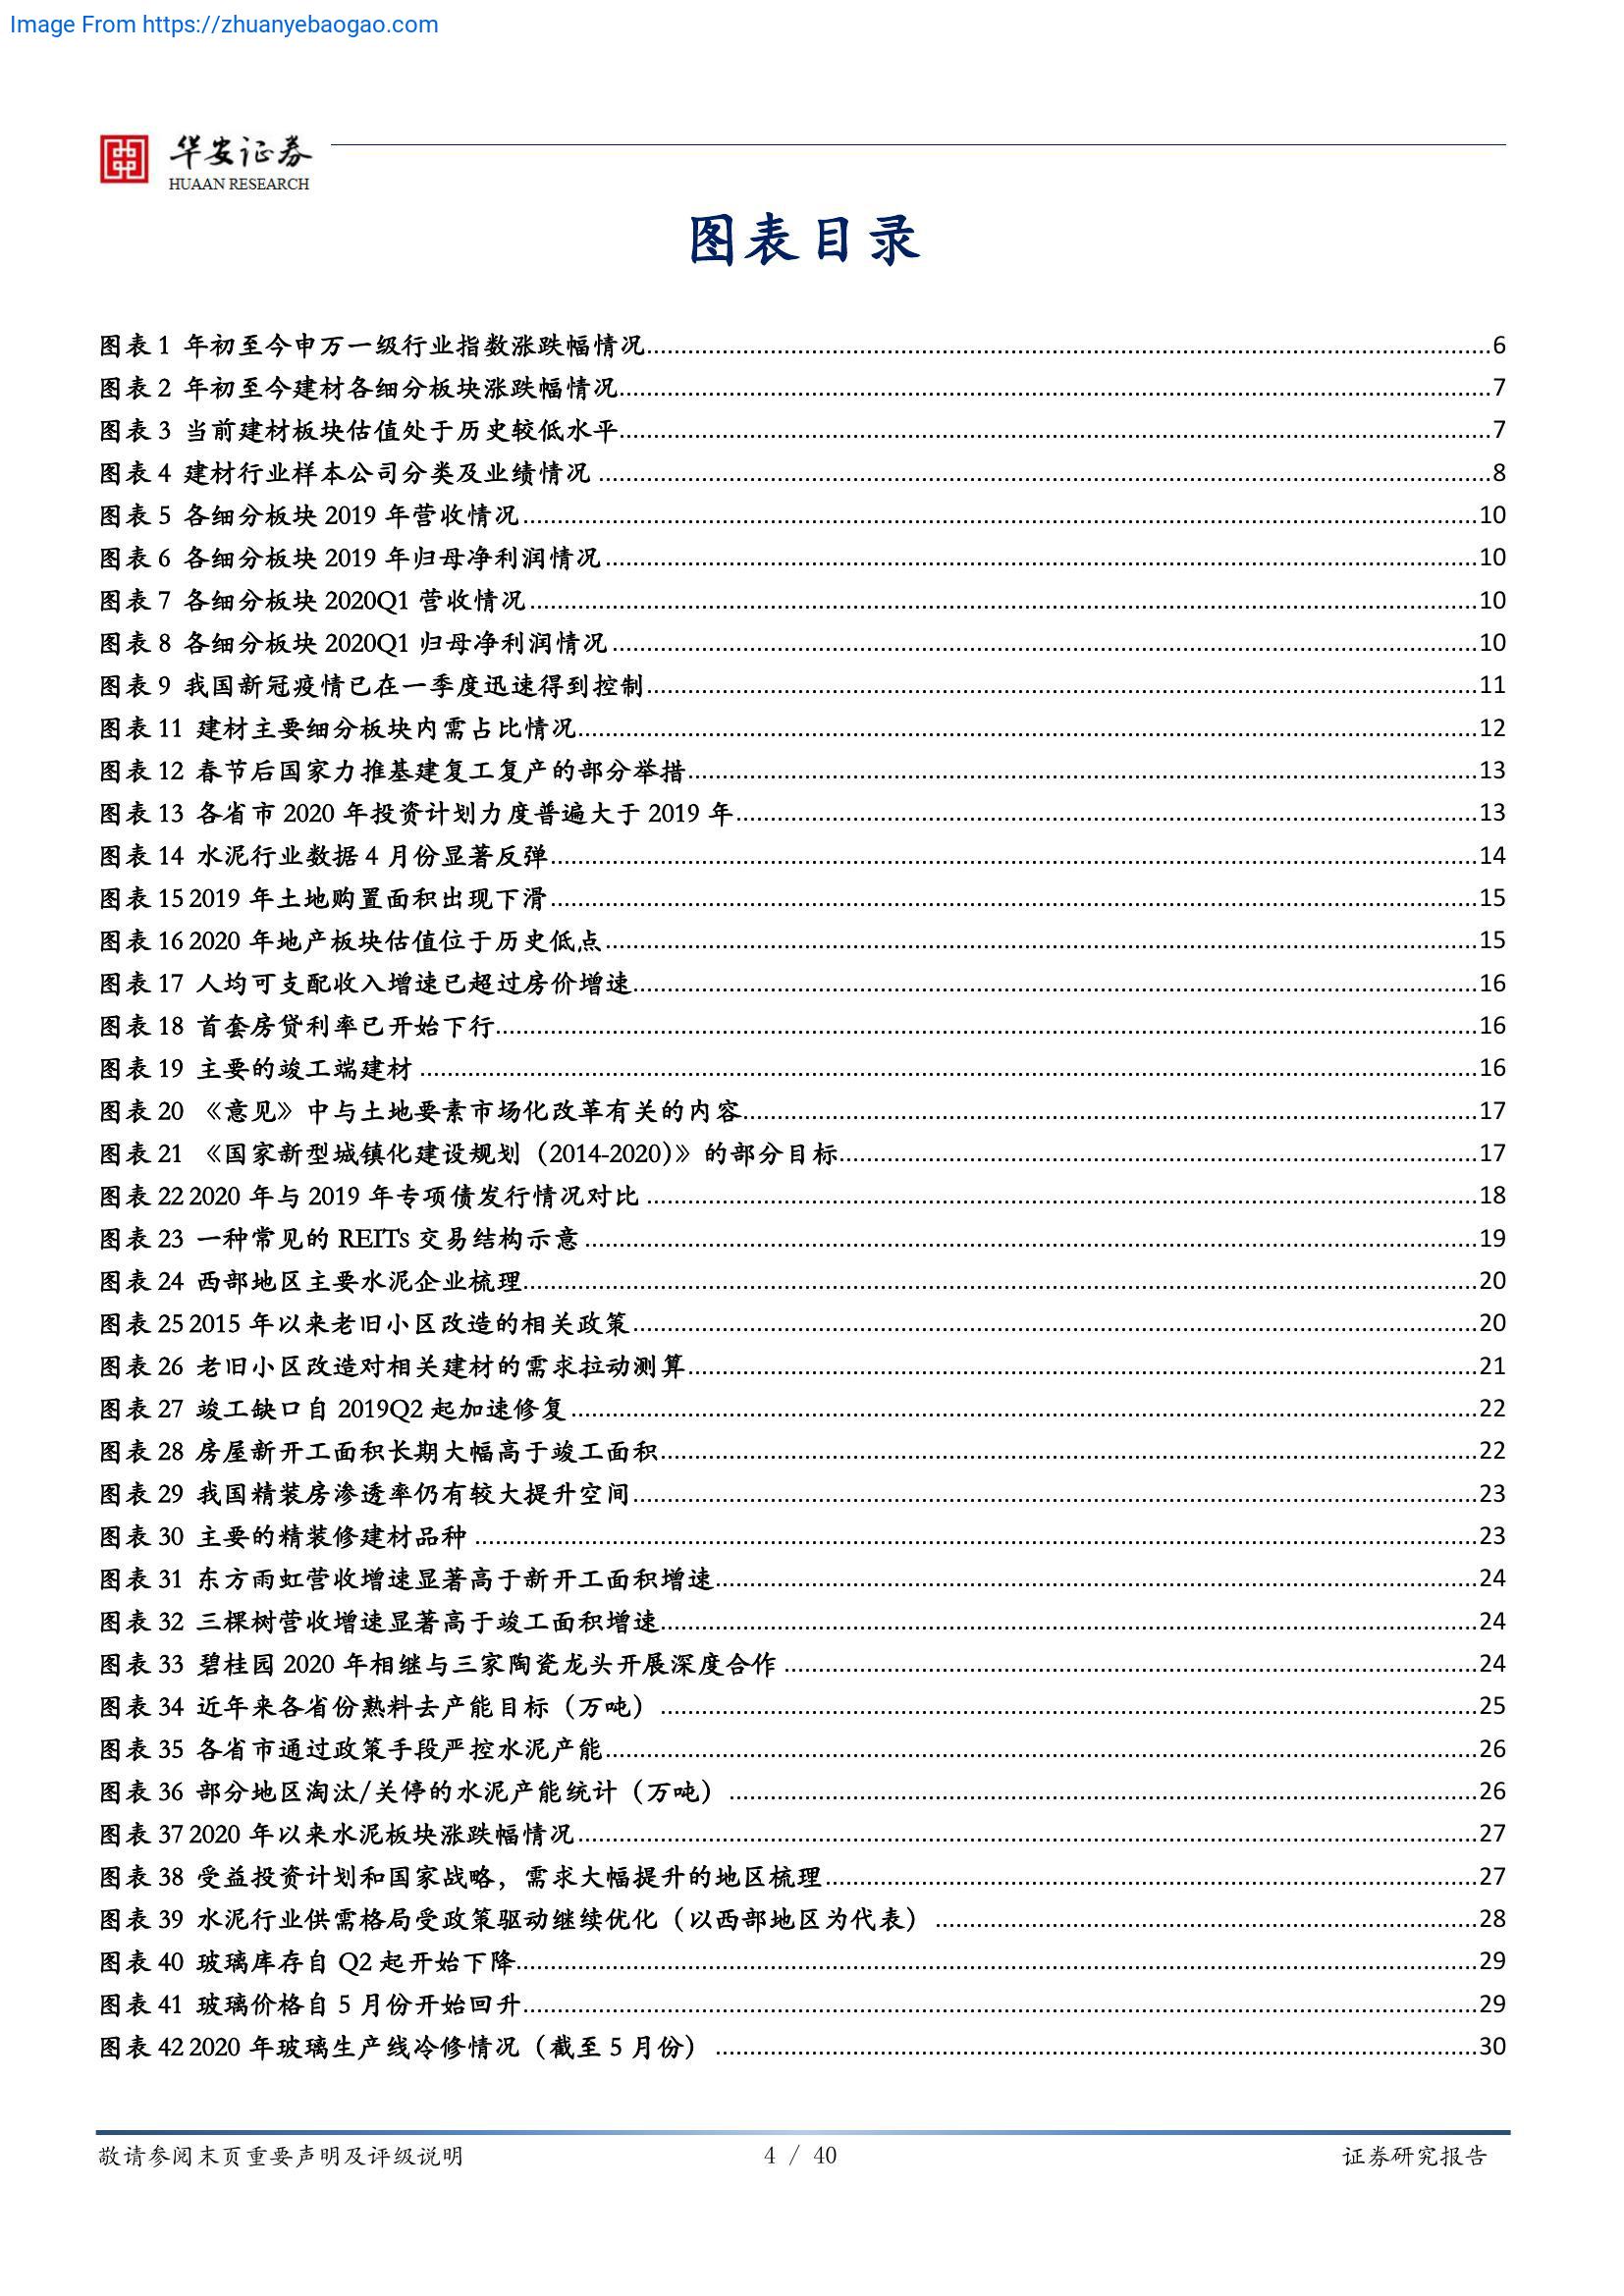 Image From https://zhuanyebaogao.com
华安证券
HUAAN RESEARCH
图表目录
图表 1 年初至今申万一级行业指数涨跌幅情况 6
图表 2 年初至今建材各细分板块涨跌幅情况 7
图表 3 当前建材板块估值处于历史较低水平 7
图表 4 建材行业样本公司分类及业绩情况 8
图表 5 各细分板块 2019 年营收情况 10
图表 6 各细分板块 2019 年归母净利润情况 10
图表 7 各细分板块 2020Q1 营收情况 10
图表 8 各细分板块 2020Q1 归母净利润情况 10
图表 9 我国新冠疫情已在一季度迅速得到控制 11
图表 11 建材主要细分板块内需占比情况 12
图表 12 春节后国家力推基建复工复产的部分举措 13
图表 13 各省市 2020 年投资计划力度普遍大于 2019 年 13
图表 14 水泥行业数据 4 月份显著反弹 14
图表 15 2019 年土地购置面积出现下滑 15
图表 16 2020 年地产板块估值位于历史低点 15
图表 17 人均可支配收入增速已超过房价增速 16
图表 18 首套房贷利率已开始下行 16
图表 19 主要的竣工端建材 16
图表 20 《意见》中与土地要素市场化改革有关的内容 17
图表 21 《国家新型城镇化建设规划（2014-2020)》的部分目标 17
图表 22 2020 年与 2019 年专项债发行情况对比 18
图表 23 一种常见的 REITs 交易结构示意 19
图表 24 西部地区主要水泥企业梳理 20
图表 25 2015 年以来老旧小区改造的相关政策 20
图表 26 老旧小区改造对相关建材的需求拉动测算 21
图表 27 竣工缺口自 2019Q2 起加速修复 22
图表 28 房屋新开工面积长期大幅高于竣工面积 22
图表 29 我国精装房渗透率仍有较大提升空间 23
图表 30 主要的精装修建材品种 23
图表 31 东方雨虹营收增速显著高于新开工面积增速 24
图表 32 三棵树营收增速显著高于竣工面积增速 24
图表 33 碧桂园 2020 年相继与三家陶瓷龙头开展深度合作 24
图表 34 近年来各省份熟料去产能目标（万吨） 25
图表 35 各省市通过政策手段严控水泥产能 26
图表 36 部分地区淘汰/关停的水泥产能统计（万吨） 26
图表 37 2020 年以来水泥板块涨跌幅情况 27
图表 38 受益投资计划和国家战略，需求大幅提升的地区梳理 27
图表 39 水泥行业供需格局受政策驱动继续优化（以西部地区为代表） 28
图表 40 玻璃库存自 Q2 起开始下降 29
图表 41 玻璃价格自 5 月份开始回升 29
图表 42 2020 年玻璃生产线冷修情况（截至 5 月份） 30
敬请参阅末页重要声明及评级说明 4 / 40 证券研究报告